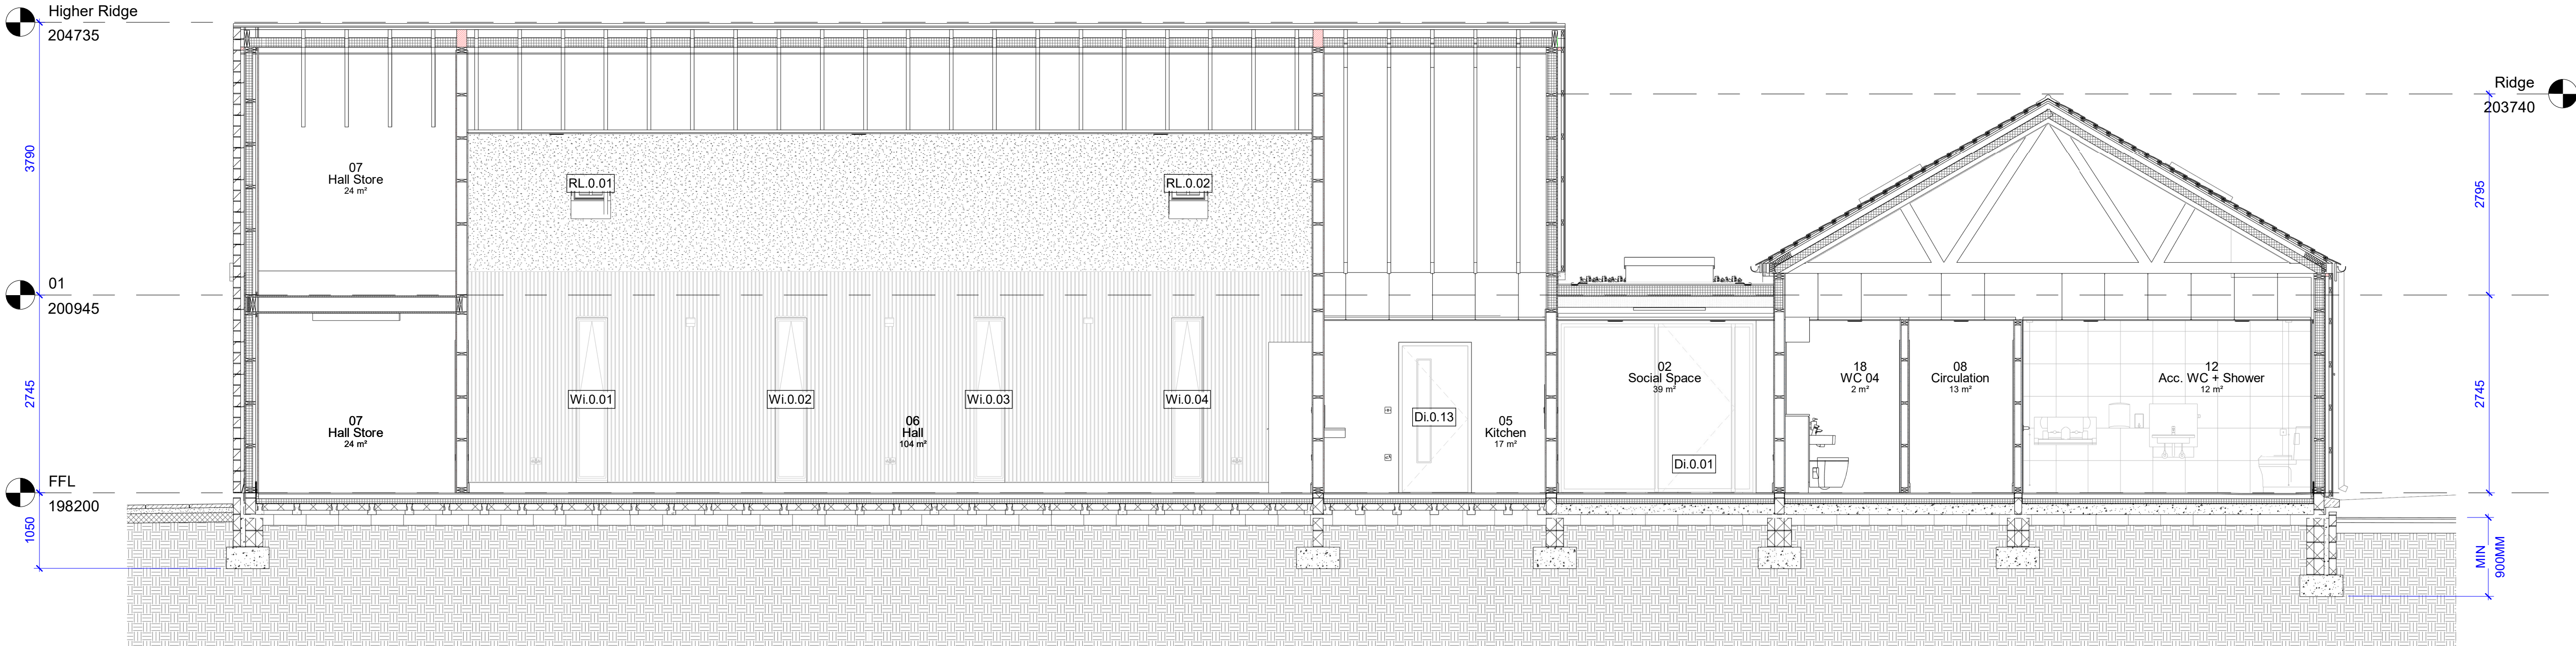 Higher Ridge
204735
Ridge
203740
3790
07
Hall Store
24 m²
RL.0.01
RL.0.02
2795
01
200945
2745
07
Hall Store
24 m²
Wi.0.01
Wi.0.02
Wi.0.03
Wi.0.04
06
Hall
104 m²
Di.0.13
05
Kitchen
17 m²
02
Social Space
39 m²
Di.0.01
18
WC 04
2 m²
08
Circulation
13 m²
12
Acc. WC + Shower
12 m²
2745
FFL
198200
1050
MIN
900MM